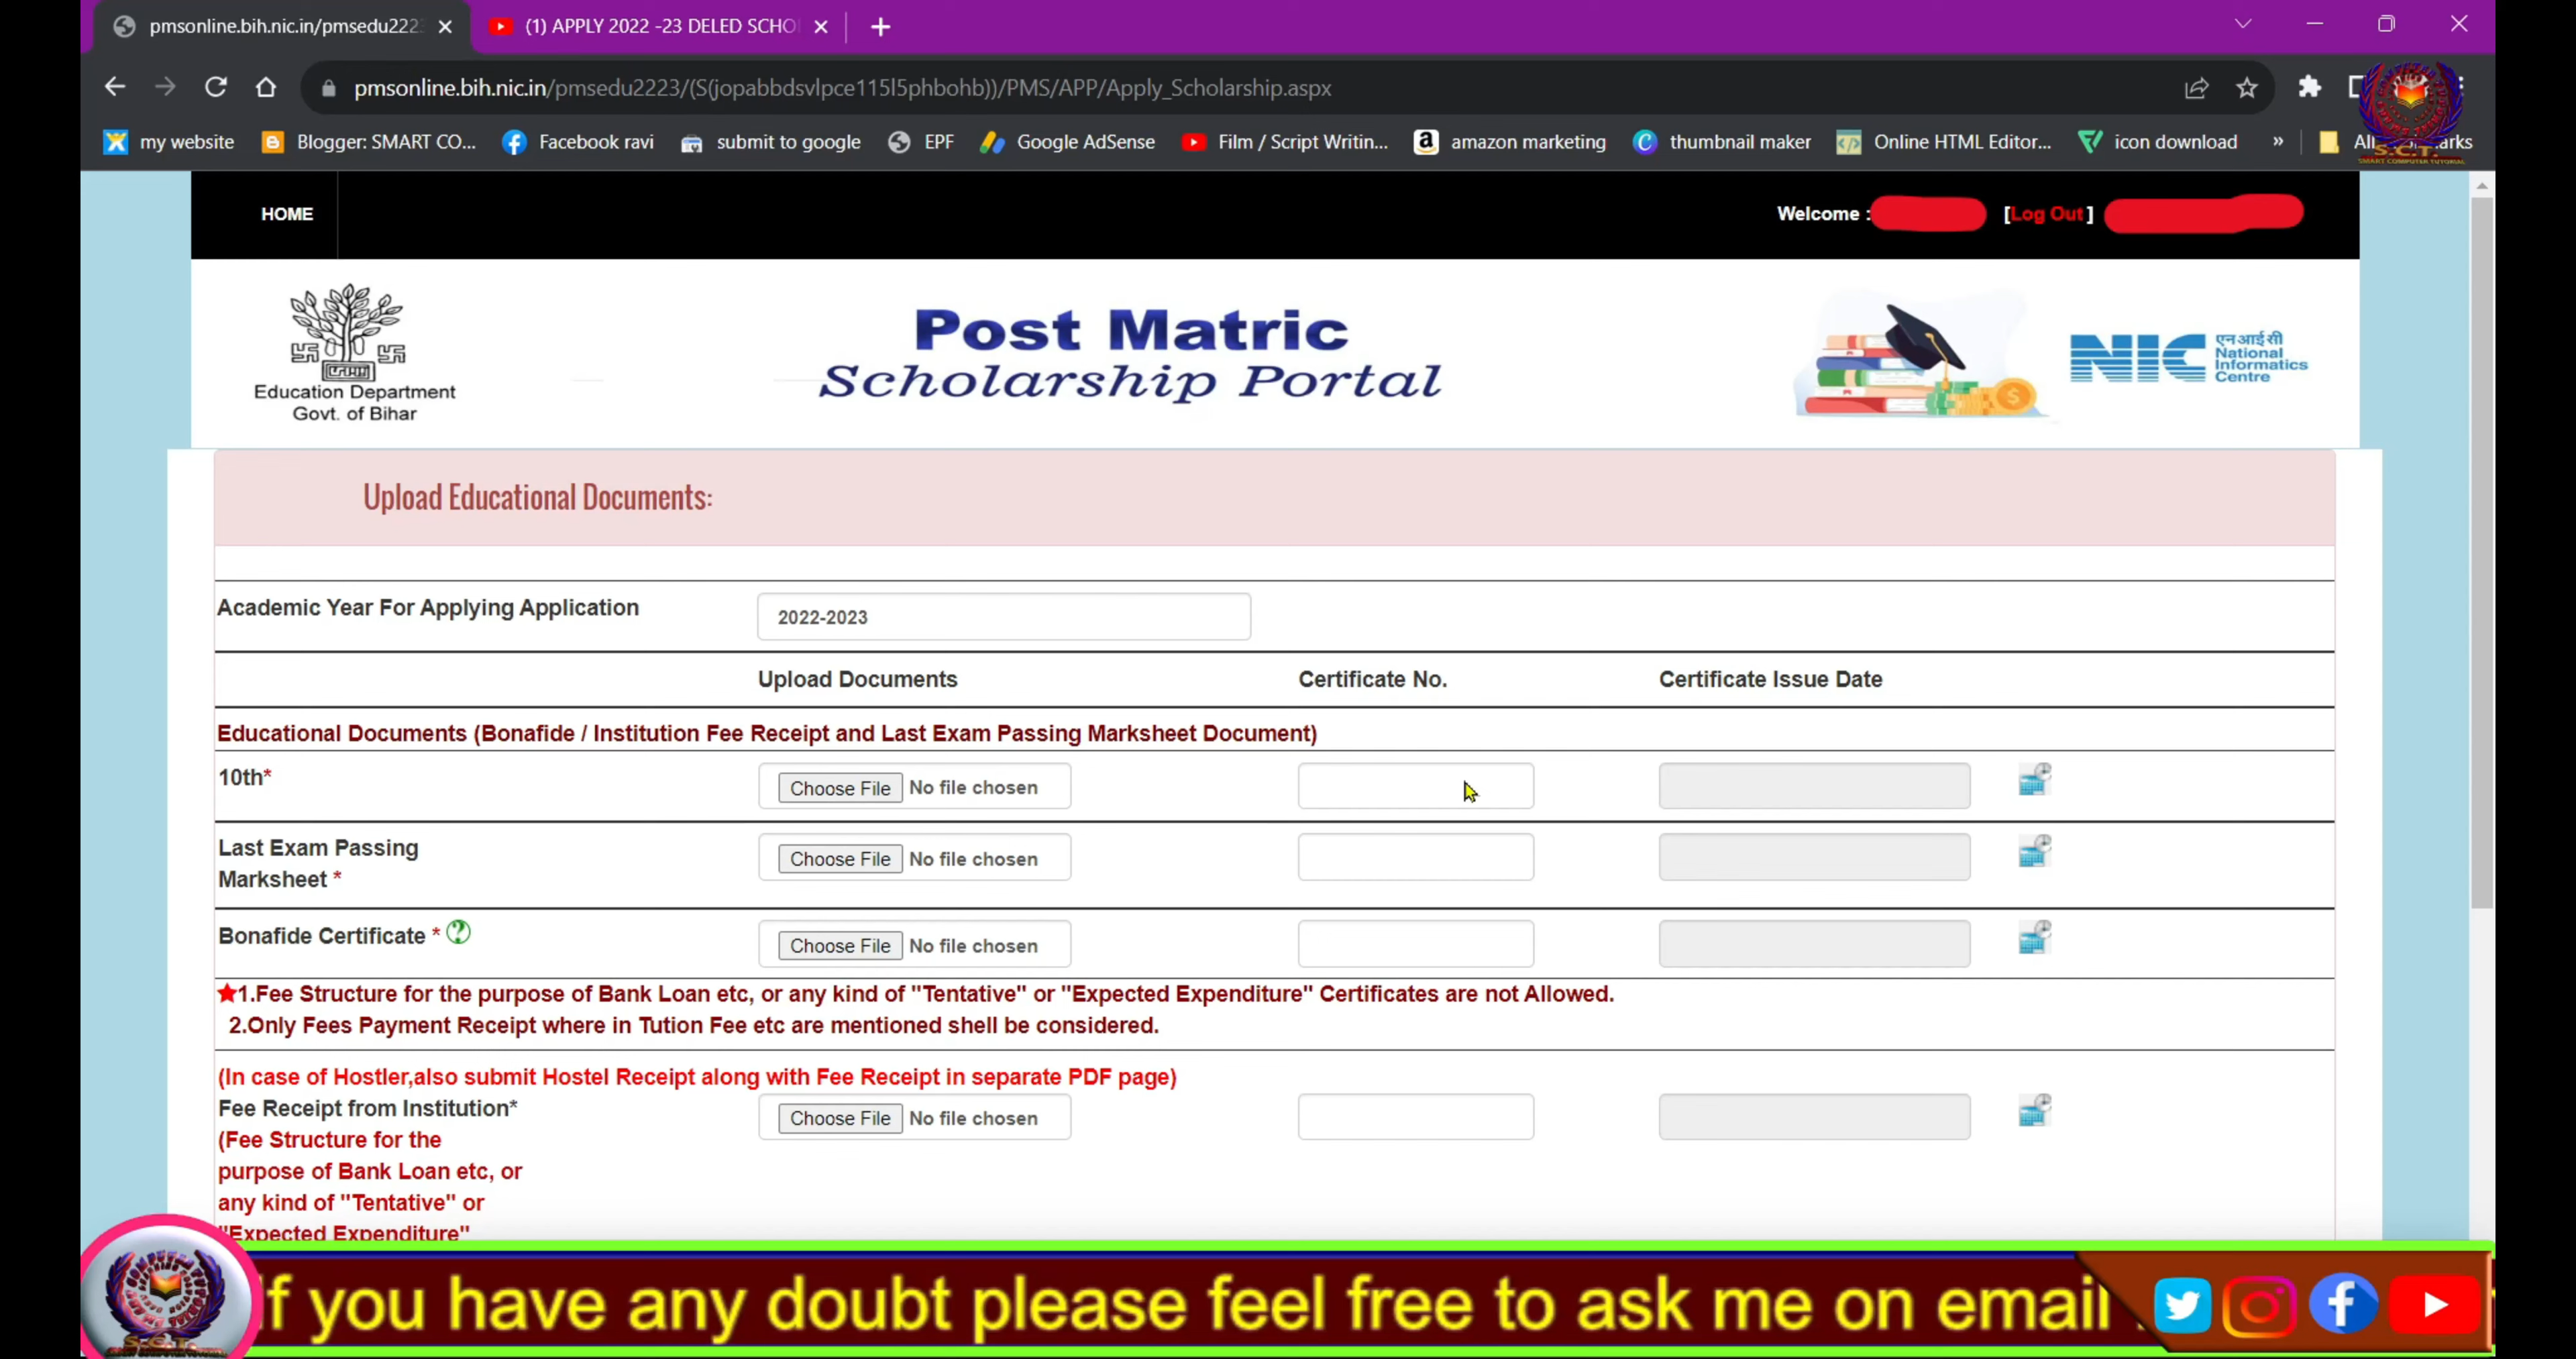 pmsonline.bih.nic.in/pmsedu222
(1) APPLY 2022 -23 DELED SCHO
pmsonline.bih.nic.in/pmsedu2223/(S(jopabbdsvlpce115l5phbohb))/PMS/APP/Apply_Scholarship.aspx
my website Blogger: SMART CO... Facebook ravi submit to google EPF Google AdSense Film / Script Writin... amazon marketing thumbnail maker Online HTML Editor... icon download » All
S.C.T.
SMART COMPUTER TUTORIAL
HOME Welcome : [Log Out]
Education Department
Govt. of Bihar
Post Matric
Scholarship Portal
NIC एन आई सी
National
Informatics
Centre
Upload Educational Documents:
Academic Year For Applying Application 2022-2023
Upload Documents Certificate No. Certificate Issue Date
Educational Documents (Bonafide / Institution Fee Receipt and Last Exam Passing Marksheet Document)
10th* Choose File No file chosen
Last Exam Passing
Marksheet * Choose File No file chosen
Bonafide Certificate * Choose File No file chosen
1.Fee Structure for the purpose of Bank Loan etc, or any kind of "Tentative" or "Expected Expenditure" Certificates are not Allowed.
2.Only Fees Payment Receipt where in Tution Fee etc are mentioned shall be considered.
(In case of Hostler,also submit Hostel Receipt along with Fee Receipt in separate PDF page)
Fee Receipt from Institution* Choose File No file chosen
(Fee Structure for the
purpose of Bank Loan etc, or
any kind of "Tentative" or
"Expected Expenditure"
If you have any doubt please feel free to ask me on email
S.C.T.